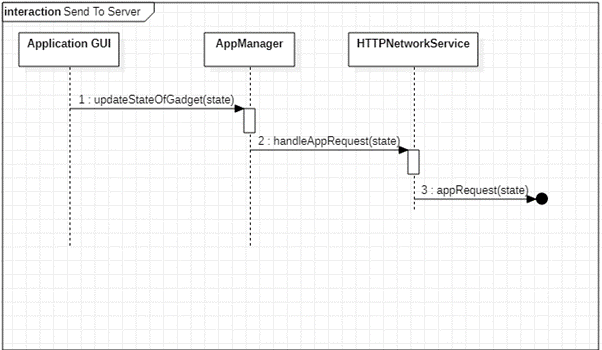 interaction Send To Server
Application GUI
AppManager
HTTPNetworkService
1 : updateStateOfGadget(state)
2 : handleAppRequest(state)
3 : appRequest(state)